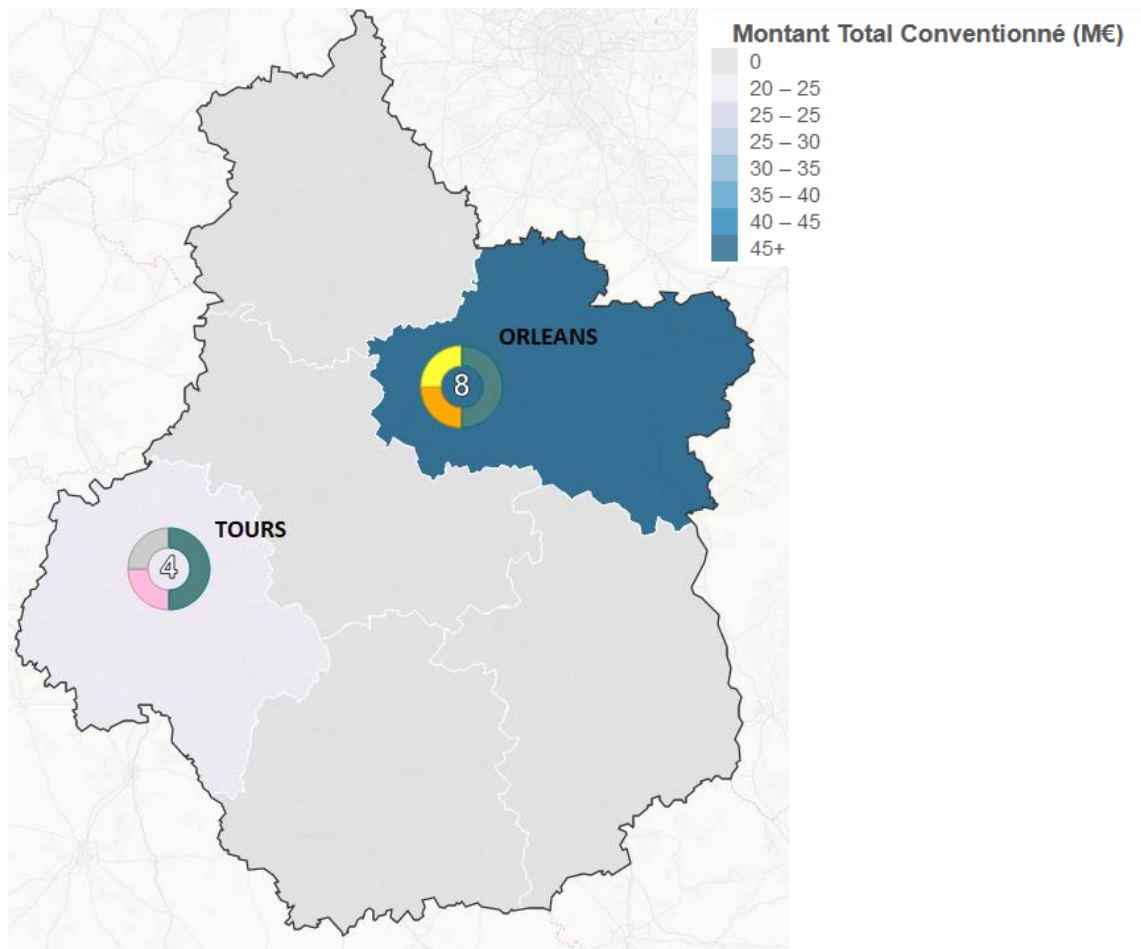 Montant Total Conventionné (M€)
0
20 – 25
25 – 25
25 – 30
30 – 35
35 – 40
40 – 45
45+
ORLEANS
8
TOURS
4